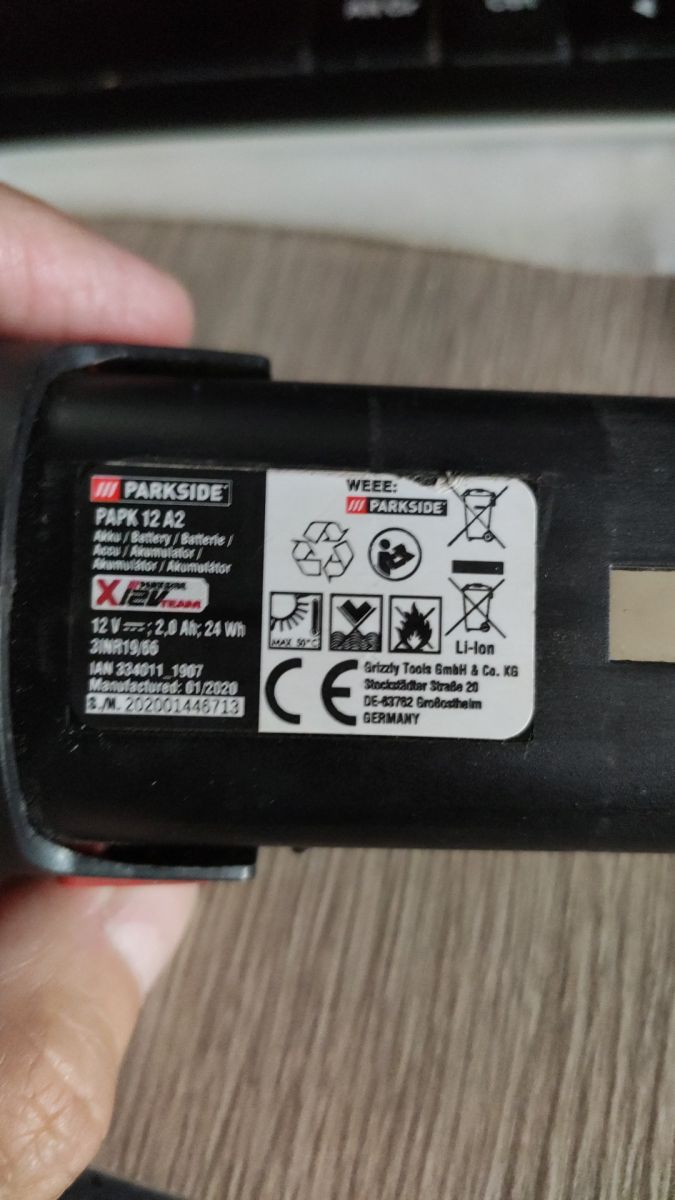 PARKSIDE
PAPK 12 A2
Akku / Battery / Batterie /
Accu / Akumulator /
Akumulátor / Akumulátor
X12V TEAM
12 V ⎓; 2,0 Ah; 24 Wh
3INR19/66
IAN 334011_1907
Manufactured: 01/2020
S./N. 202001446713
WEEE:
PARKSIDE
MAX. 50°C
Li-Ion
CE
Grizzly Tools GmbH & Co. KG
Stockstädter Straße 20
DE-63762 Großostheim
GERMANY